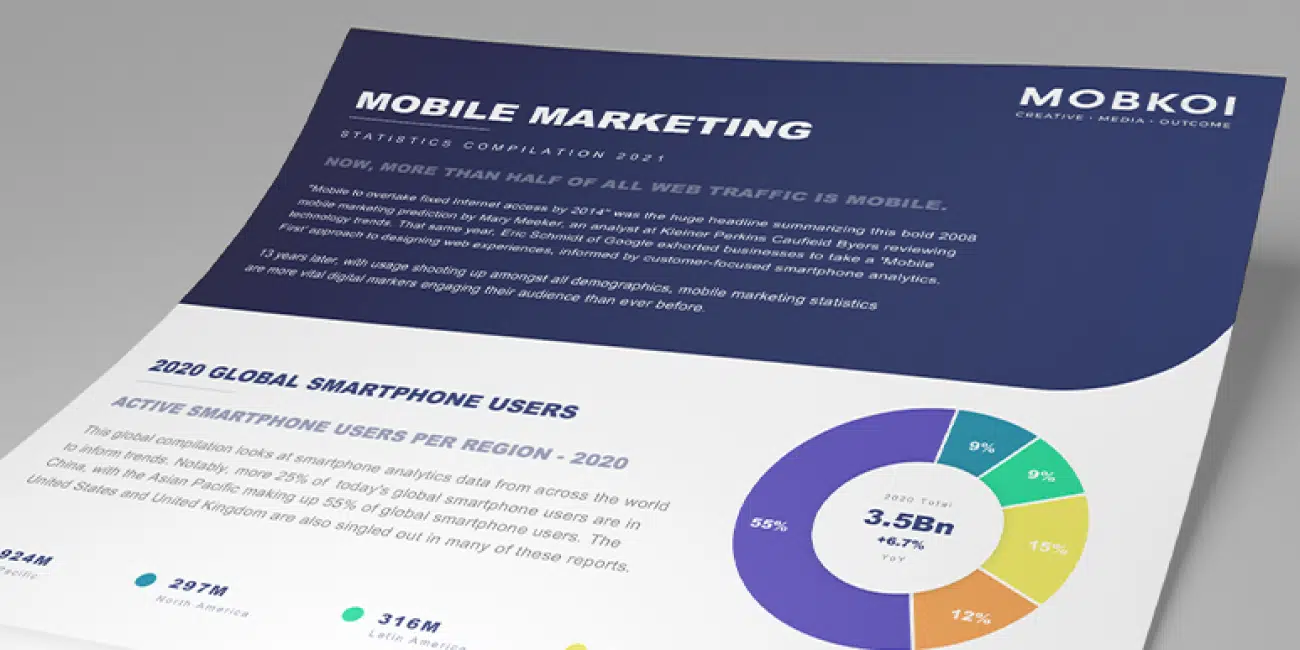 MOBKOI
CREATIVE · MEDIA · OUTCOME
MOBILE MARKETING
STATISTICS COMPILATION 2021
NOW, MORE THAN HALF OF ALL WEB TRAFFIC IS MOBILE.
"Mobile to overtake fixed Internet access by 2014" was the huge headline summarizing this bold 2008
mobile marketing prediction by Mary Meeker, an analyst at Kleiner Perkins Caufield Byers reviewing
technology trends. That same year, Eric Schmidt of Google exhorted businesses to take a "Mobile
First' approach to designing web experiences, informed by customer-focused smartphone analytics.
13 years later, with usage shooting up amongst all demographics, mobile marketing statistics
are more vital digital markers engaging their audience than ever before.
2020 GLOBAL SMARTPHONE USERS
ACTIVE SMARTPHONE USERS PER REGION - 2020
This global compilation looks at smartphone analytics data from across the world
to inform trends. Notably, more 25% of today's global smartphone users are in
China, with the Asian Pacific making up 55% of global smartphone users. The
United States and United Kingdom are also singled out in many of these reports.
9%
9%
15%
12%
55%
2020 Total
3.5Bn
+6.7%
YoY
924M
Pacific
297M
North America
316M
Latin America